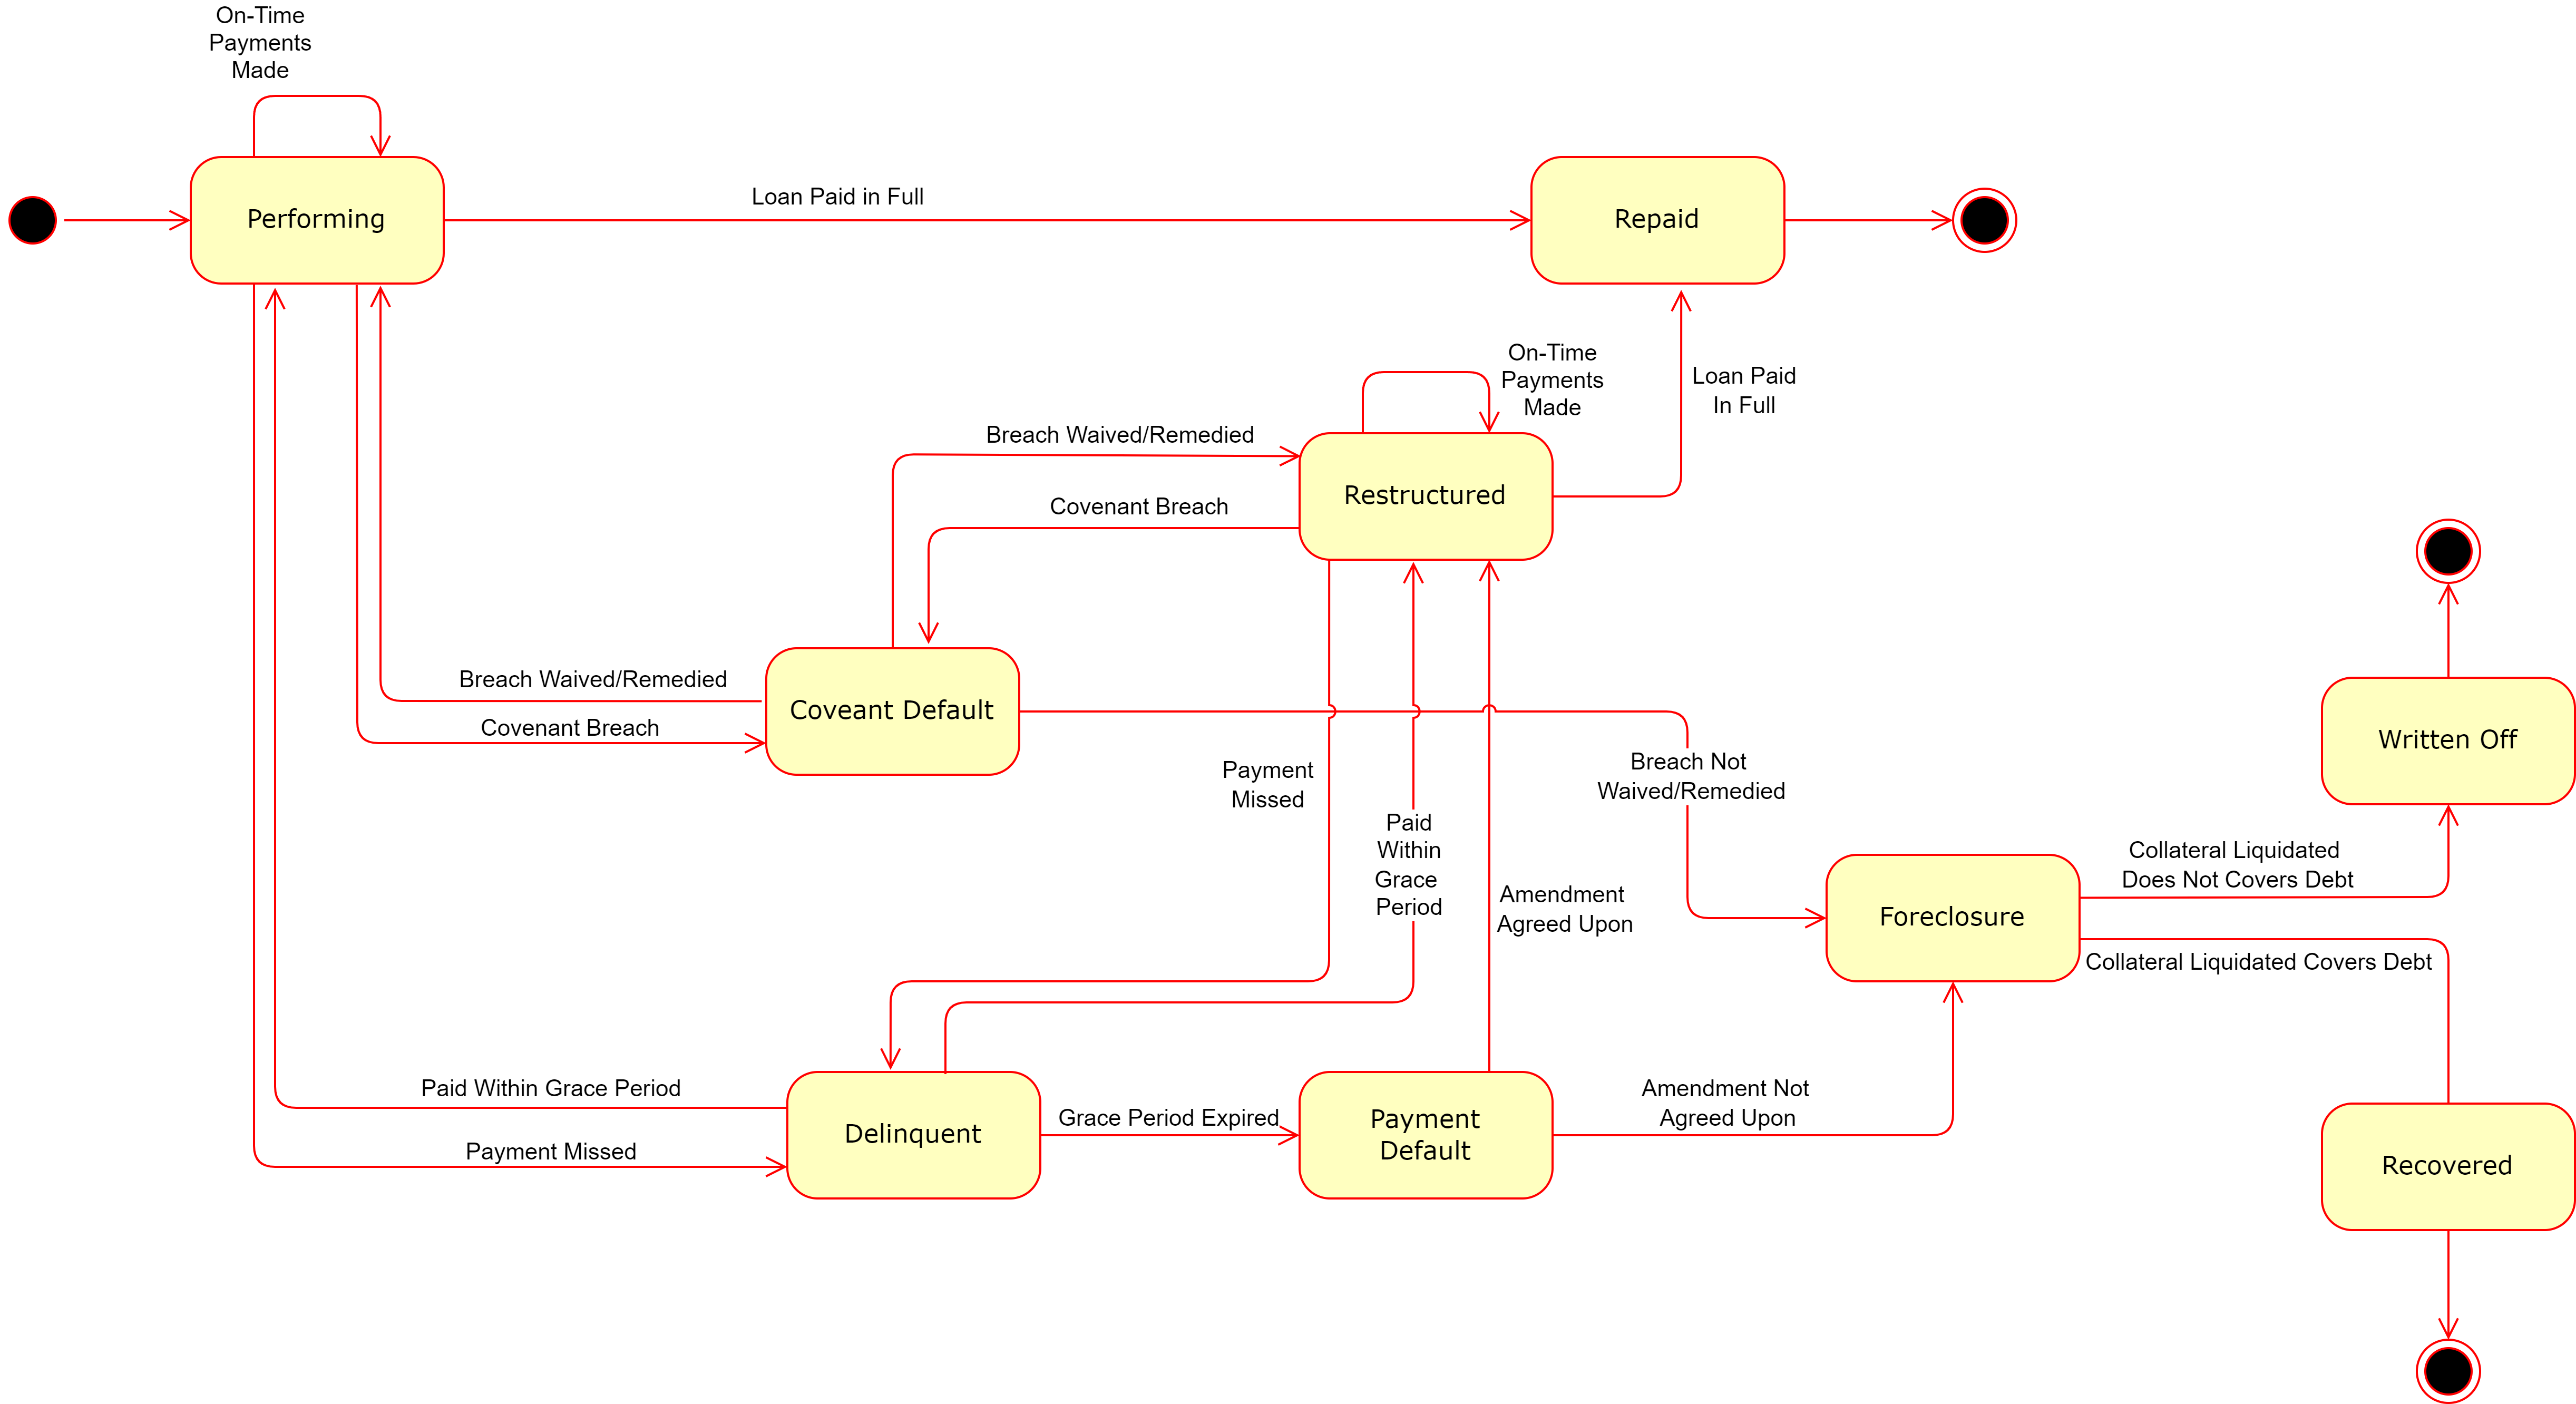 On-Time
Payments
Made
Performing
Loan Paid in Full
Repaid
On-Time
Payments
Made
Loan Paid
In Full
Breach Waived/Remedied
Restructured
Covenant Breach
Breach Waived/Remedied
Covenant Breach
Coveant Default
Written Off
Payment
Missed
Breach Not
Waived/Remedied
Paid
Within
Grace
Period
Amendment
Agreed Upon
Foreclosure
Collateral Liquidated
Does Not Covers Debt
Collateral Liquidated Covers Debt
Paid Within Grace Period
Payment Missed
Delinquent
Grace Period Expired
Payment
Default
Amendment Not
Agreed Upon
Recovered